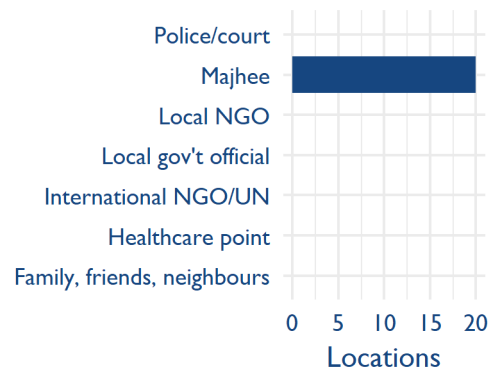 Police/court
Majhee
Local NGO
Local gov't official
International NGO/UN
Healthcare point
Family, friends, neighbours
0 5 10 15 20
Locations